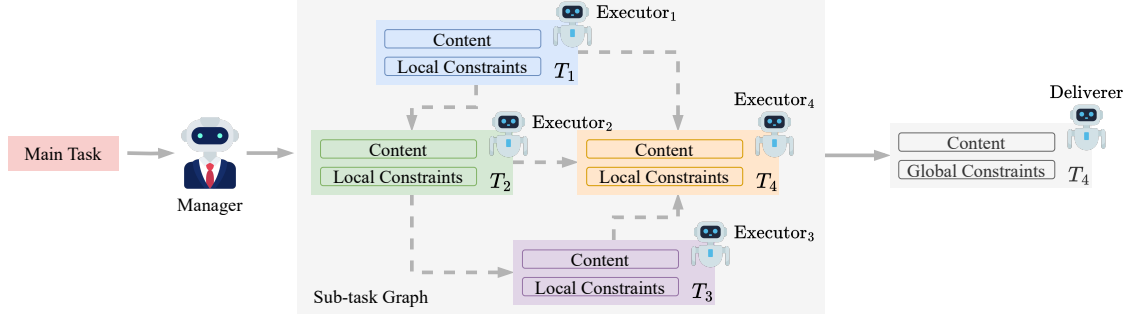 Main Task
Manager
Executor₁
Content
Local Constraints
T₁
Executor₂
Content
Local Constraints
T₂
Executor₄
Content
Local Constraints
T₄
Executor₃
Content
Local Constraints
T₃
Sub-task Graph
Deliverer
Content
Global Constraints
T₄